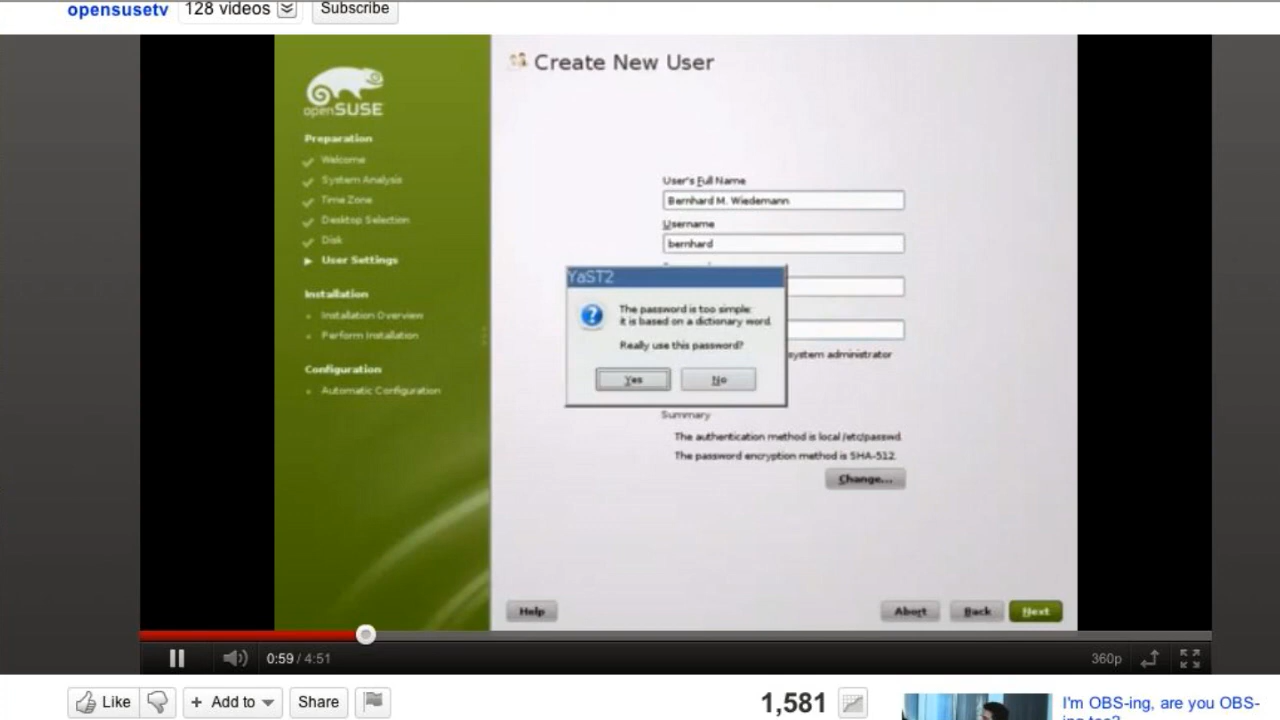 opensusetv 128 videos Subscribe
openSUSE
Create New User
Preparation
Welcome
System Analysis
Time Zone
Desktop Selection
Disk
User Settings
Installation
Installation Overview
Perform Installation
Configuration
Automatic Configuration
User's Full Name
Bernhard M. Wiedemann
Username
bernhard
YaST2
The password is too simple:
it is based on a dictionary word.
Really use this password?
Yes No
system administrator
Summary
The authentication method is local /etc/passwd.
The password encryption method is SHA-512.
Change...
Help Abort Back Next
0:59 / 4:51 360p
Like + Add to Share 1,581
I'm OBS-ing, are you OBS-
ing too?